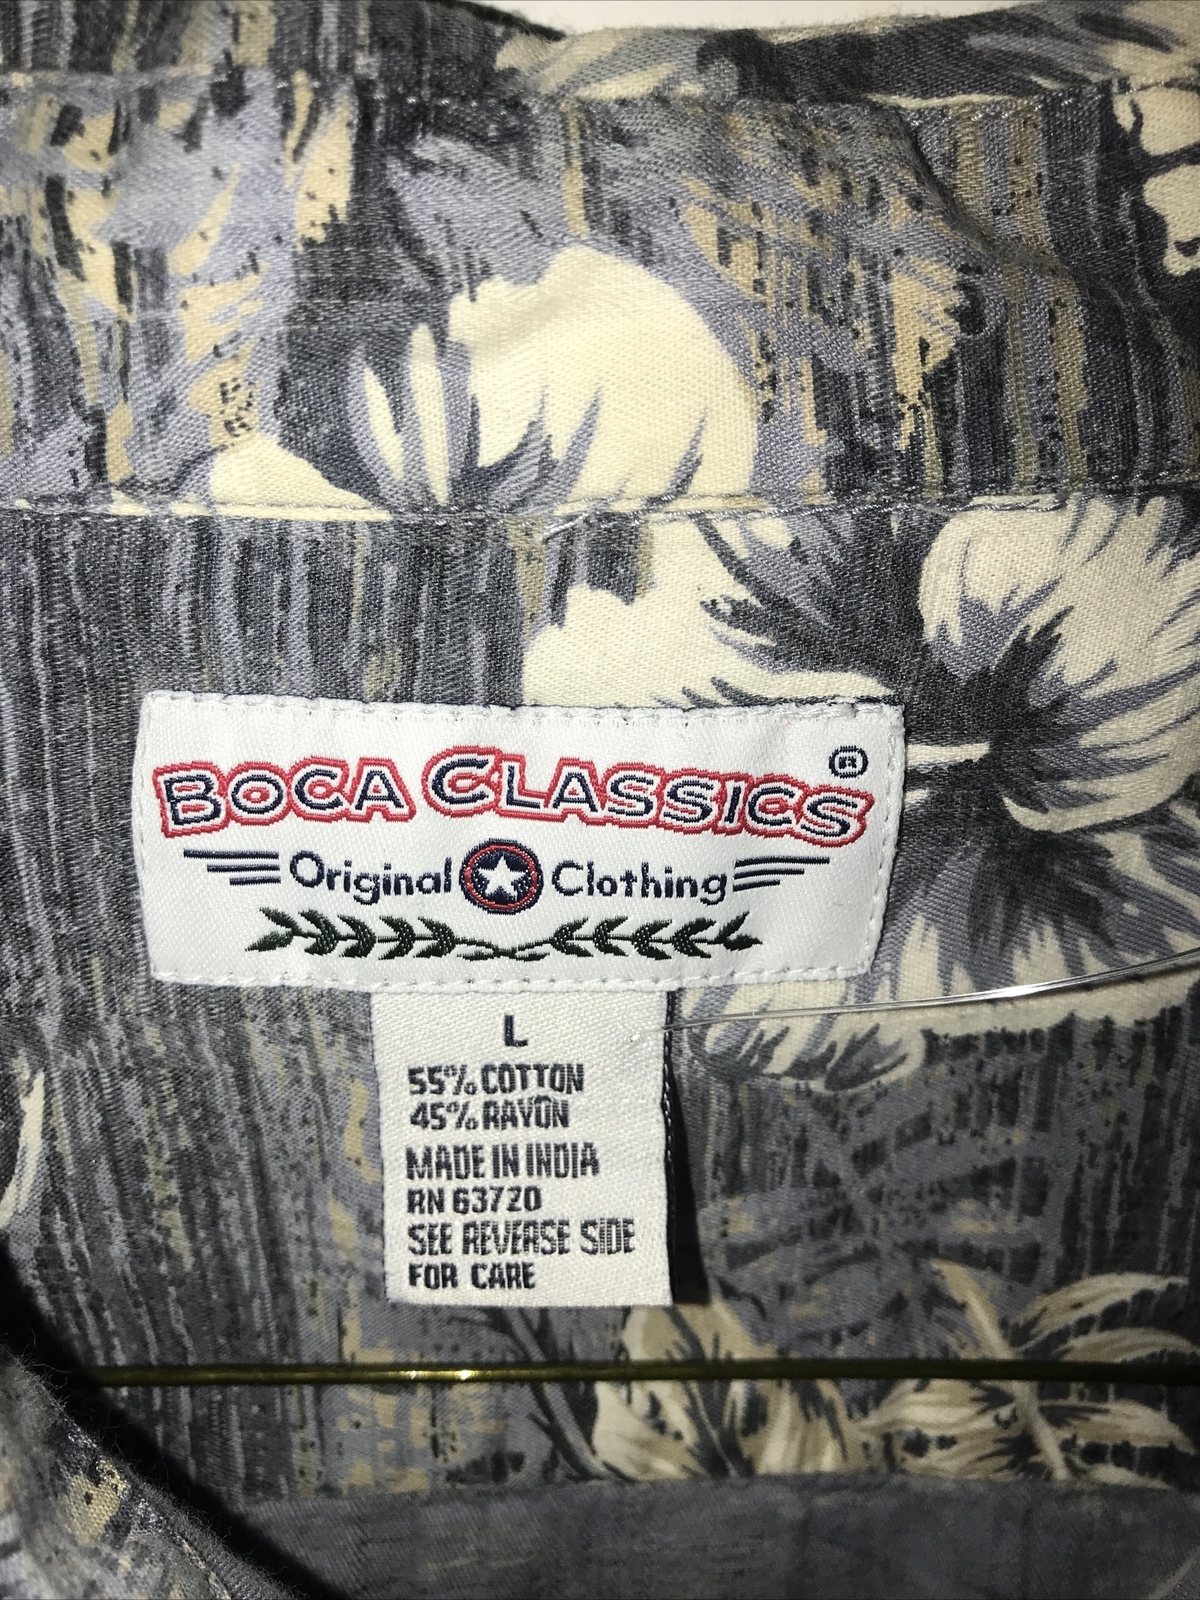 BOCA CLASSICS ®
Original Clothing
L
55% COTTON
45% RAYON
MADE IN INDIA
RN 63720
SEE REVERSE SIDE
FOR CARE